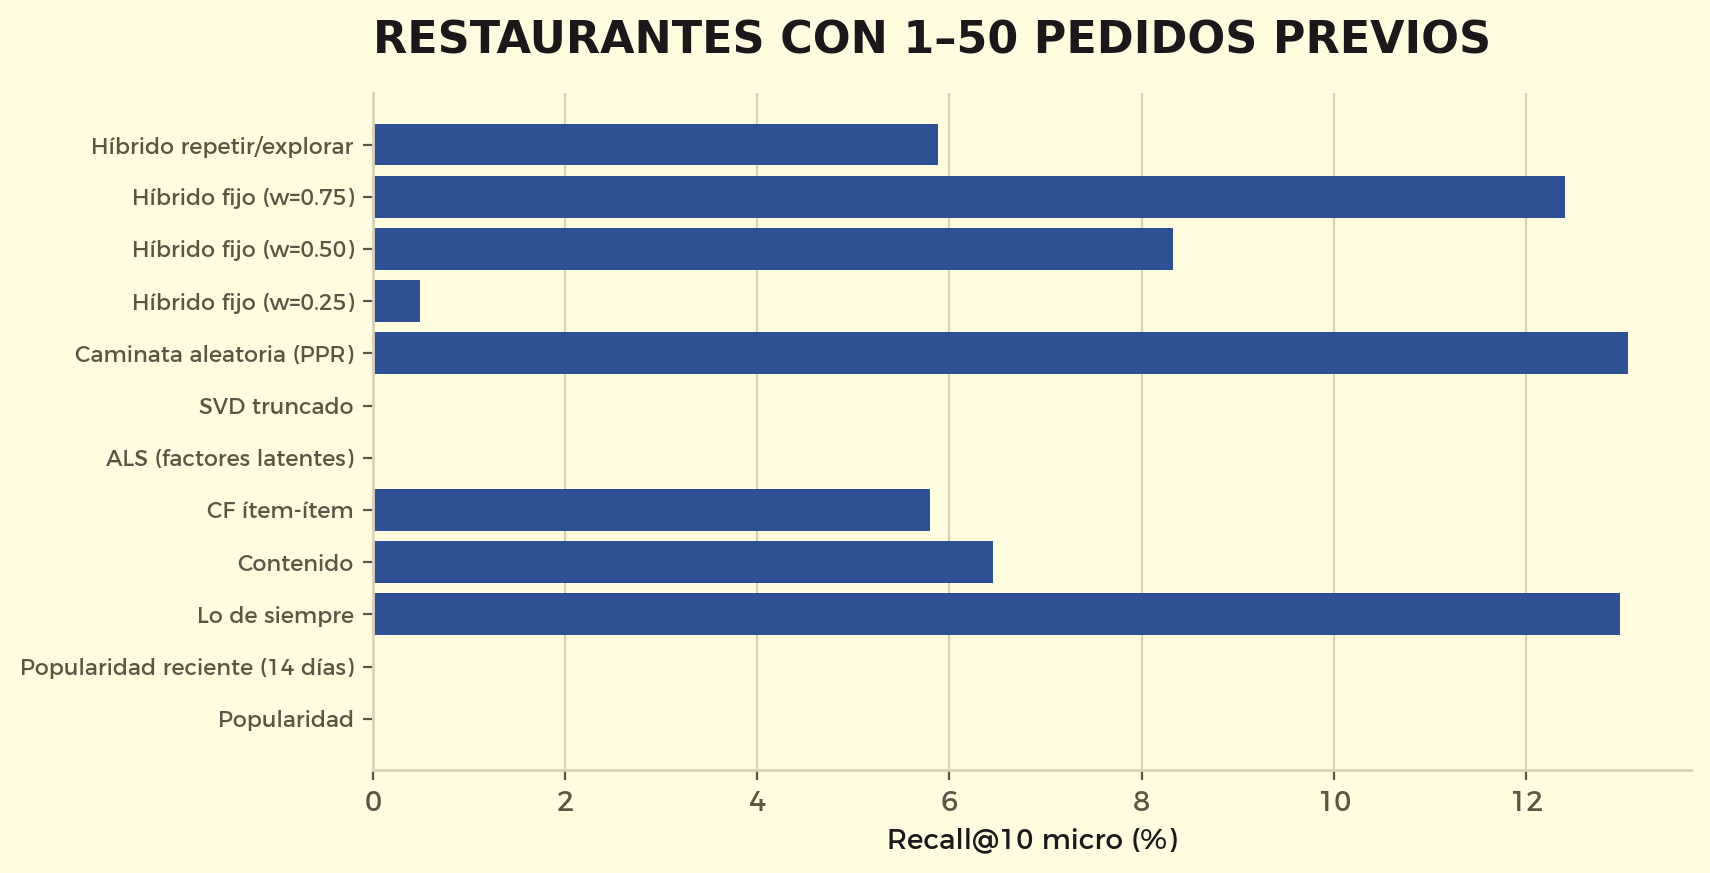 RESTAURANTES CON 1–50 PEDIDOS PREVIOS
Híbrido repetir/explorar
Híbrido fijo (w=0.75)
Híbrido fijo (w=0.50)
Híbrido fijo (w=0.25)
Caminata aleatoria (PPR)
SVD truncado
ALS (factores latentes)
CF ítem-ítem
Contenido
Lo de siempre
Popularidad reciente (14 días)
Popularidad
0 2 4 6 8 10 12
Recall@10 micro (%)